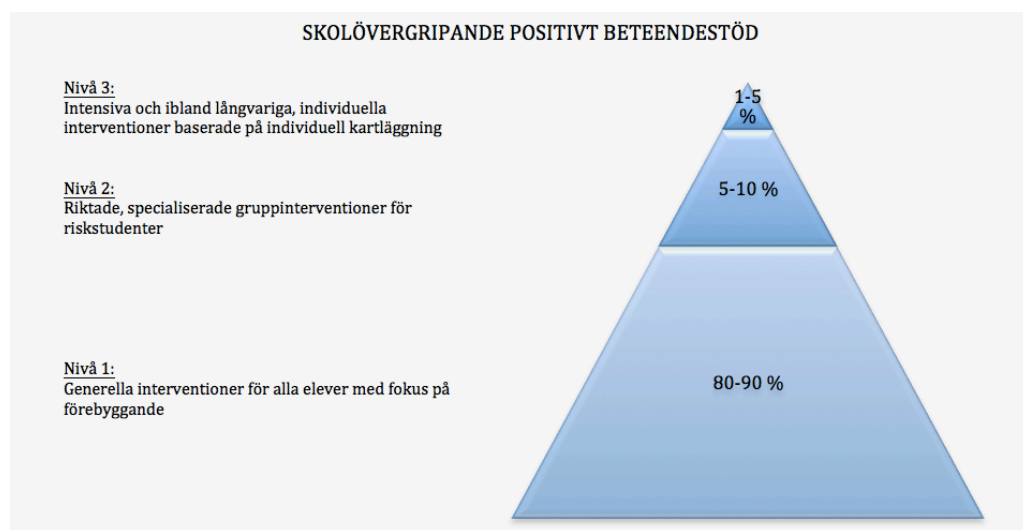 SKOLÖVERGRIPANDE POSITIVT BETEENDESTÖD
Nivå 3:
Intensiva och ibland långvariga, individuella
interventioner baserade på individuell kartläggning
1-5
%
Nivå 2:
Riktade, specialiserade gruppinterventioner för
riskstudenter
5-10 %
Nivå 1:
Generella interventioner för alla elever med fokus på
förebyggande
80-90 %